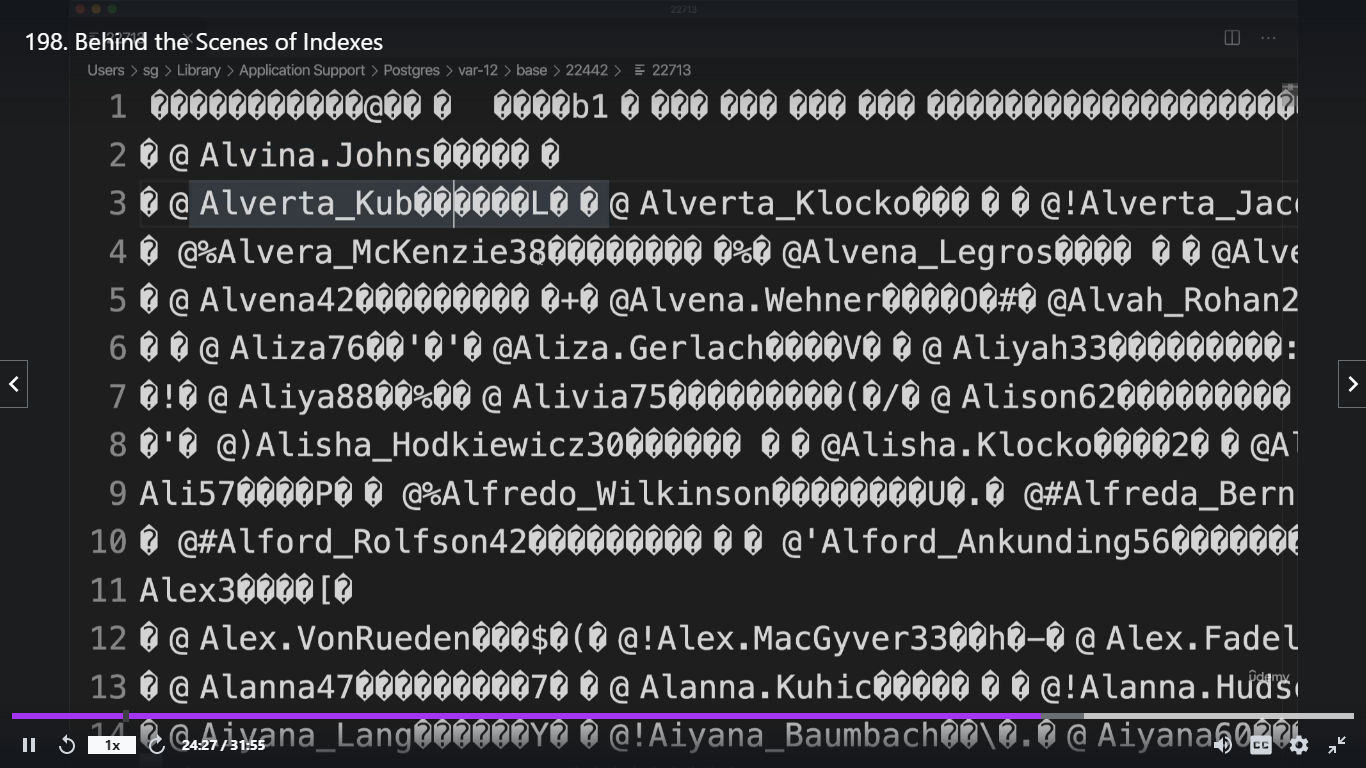 22713
198. Behind the Scenes of Indexes
Users > sg > Library > Application Support > Postgres > var-12 > base > 22442 > 22713
1 ������������@�� � ����b1 � ��� ��� ��� ��� �������������������
2 � @ Alvina.Johns����� �
3 � @ Alverta_Kub������L� � @ Alverta_Klocko��� � � @!Alverta_Jac
4 � @%Alvera_McKenzie38�������� �%� @Alvena_Legros���� � � @Alve
5 � @ Alvena42��������� �+� @Alvena.Wehner����O�#� @Alvah_Rohan2
6 � � @ Aliza76��'�'� @Aliza.Gerlach����V� � @ Aliyah33���������:
7 �!� @ Aliya88��%�� @ Alivia75���������(�/� @ Alison62���������
8 �'� @)Alisha_Hodkiewicz30������ � � @Alisha.Klocko����2� � @Al
9 Ali57����P� � @%Alfredo_Wilkinson��������U�.� @#Alfreda_Bern
10 � @#Alford_Rolfson42��������� � � @'Alford_Ankunding56�������
11 Alex3����[�
12 � @ Alex.VonRueden���$�(� @!Alex.MacGyver33��h�–� @ Alex.Fadel
13 � @ Alanna47���������7� � @ Alanna.Kuhic����� � � @!Alanna.Hudso
udemy
14 � @ Aiyana_Lang������Y� � @!Aiyana_Baumbach��\�.� @ Aiyana60���
1x 24:27 / 31:55 CC